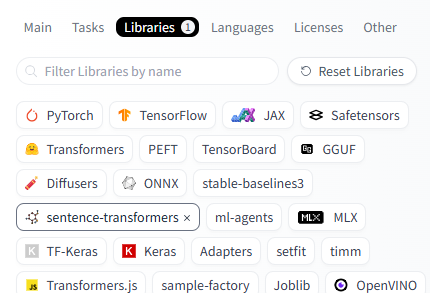 Main Tasks Libraries 1 Languages Licenses Other
Filter Libraries by name Reset Libraries
PyTorch TensorFlow JAX Safetensors
Transformers PEFT TensorBoard GGUF
Diffusers ONNX stable-baselines3
sentence-transformers × ml-agents MLX MLX
TF-Keras K Keras Adapters setfit timm
JS Transformers.js sample-factory Joblib OpenVINO